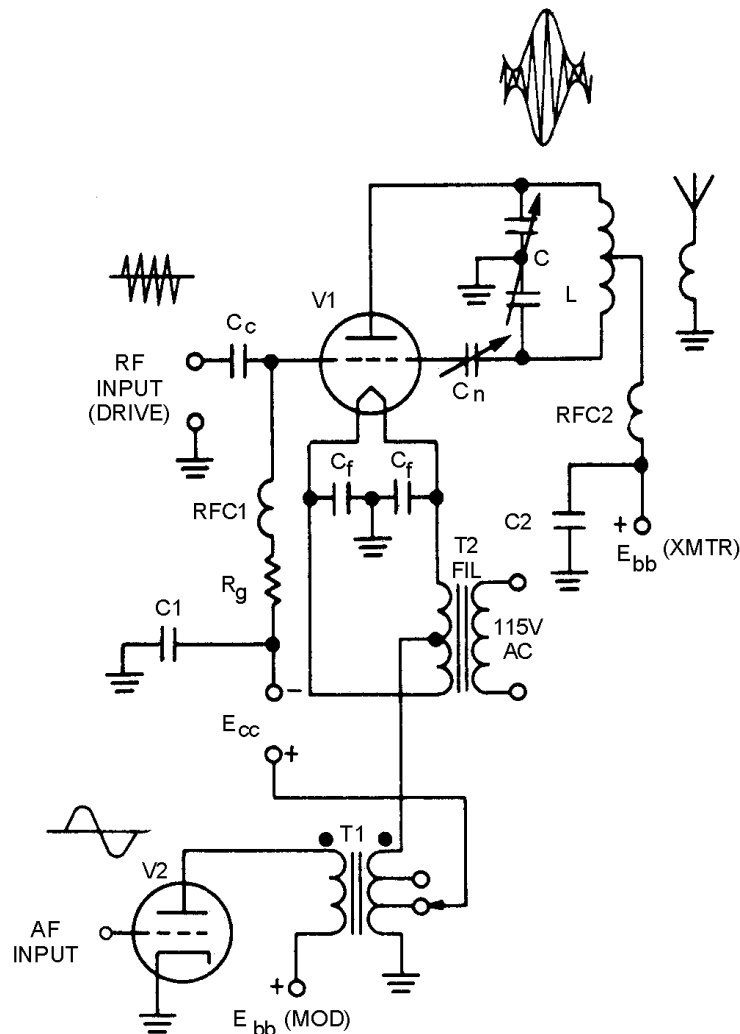 V1
C
L
Cc
RF
INPUT
(DRIVE)
Cn
RFC2
Cf Cf
RFC1
C2
+
Ebb (XMTR)
T2
FIL
Rg
115V
AC
C1
−
Ecc
+
T1
V2
AF
INPUT
+
Ebb (MOD)